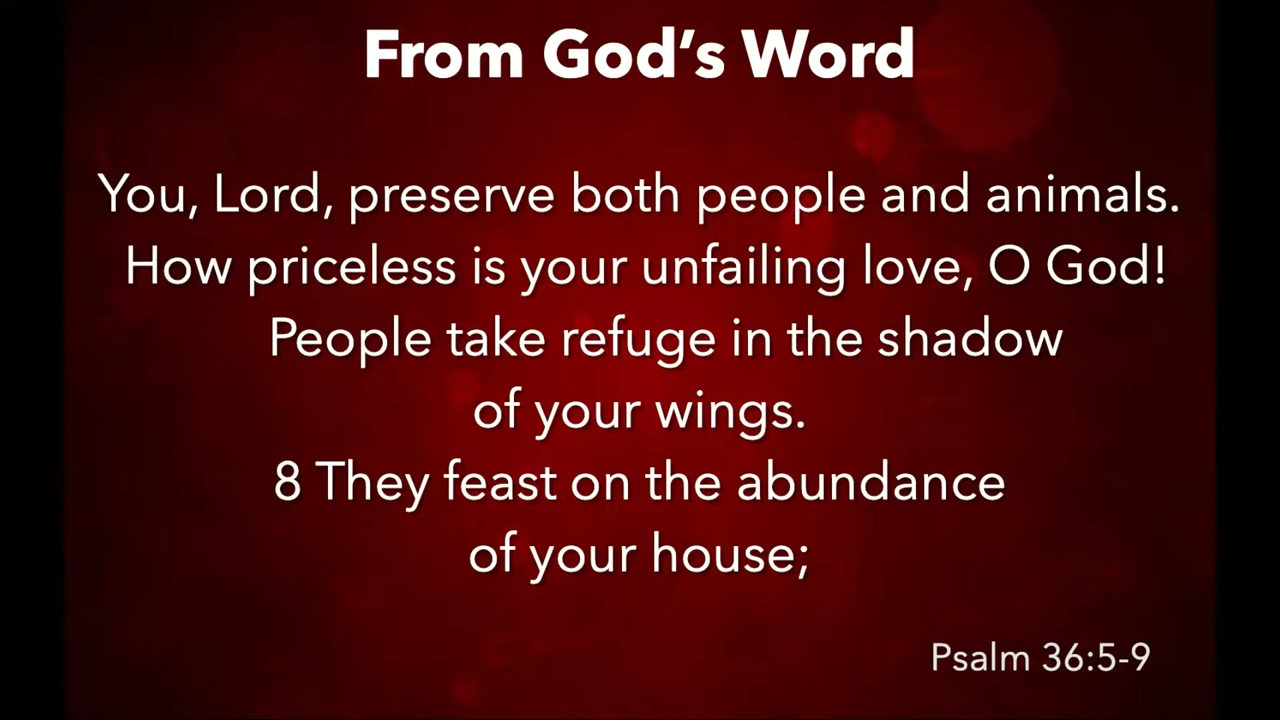 From God’s Word
You, Lord, preserve both people and animals.
How priceless is your unfailing love, O God!
People take refuge in the shadow
of your wings.
8 They feast on the abundance
of your house;
Psalm 36:5-9